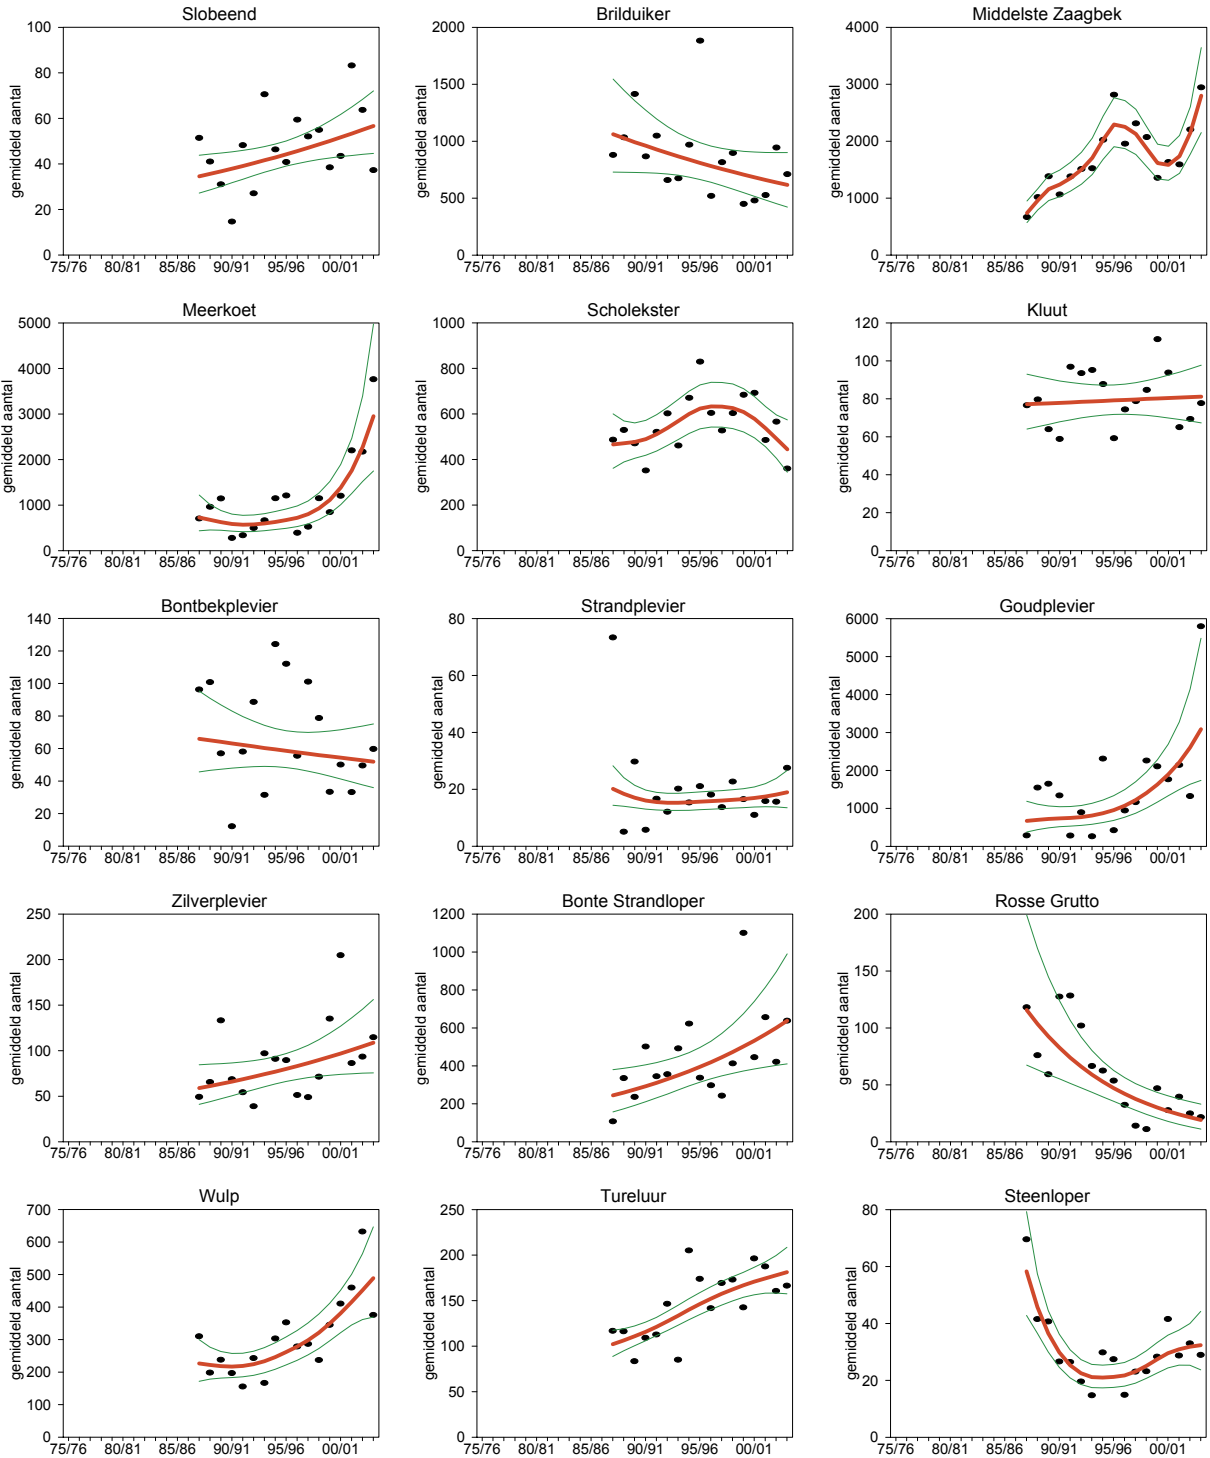 Slobeend
gemiddeld aantal
100
80
60
40
20
0
75/76 80/81 85/86 90/91 95/96 00/01
Brilduiker
gemiddeld aantal
2000
1500
1000
500
0
75/76 80/81 85/86 90/91 95/96 00/01
Middelste Zaagbek
gemiddeld aantal
4000
3000
2000
1000
0
75/76 80/81 85/86 90/91 95/96 00/01
Meerkoet
gemiddeld aantal
5000
4000
3000
2000
1000
0
75/76 80/81 85/86 90/91 95/96 00/01
Scholekster
gemiddeld aantal
1000
800
600
400
200
0
75/76 80/81 85/86 90/91 95/96 00/01
Kluut
gemiddeld aantal
120
100
80
60
40
20
0
75/76 80/81 85/86 90/91 95/96 00/01
Bontbekplevier
gemiddeld aantal
140
120
100
80
60
40
20
0
75/76 80/81 85/86 90/91 95/96 00/01
Strandplevier
gemiddeld aantal
80
60
40
20
0
75/76 80/81 85/86 90/91 95/96 00/01
Goudplevier
gemiddeld aantal
6000
5000
4000
3000
2000
1000
0
75/76 80/81 85/86 90/91 95/96 00/01
Zilverplevier
gemiddeld aantal
250
200
150
100
50
0
75/76 80/81 85/86 90/91 95/96 00/01
Bonte Strandloper
gemiddeld aantal
1200
1000
800
600
400
200
0
75/76 80/81 85/86 90/91 95/96 00/01
Rosse Grutto
gemiddeld aantal
200
150
100
50
0
75/76 80/81 85/86 90/91 95/96 00/01
Wulp
gemiddeld aantal
700
600
500
400
300
200
100
0
75/76 80/81 85/86 90/91 95/96 00/01
Tureluur
gemiddeld aantal
250
200
150
100
50
0
75/76 80/81 85/86 90/91 95/96 00/01
Steenloper
gemiddeld aantal
80
60
40
20
0
75/76 80/81 85/86 90/91 95/96 00/01